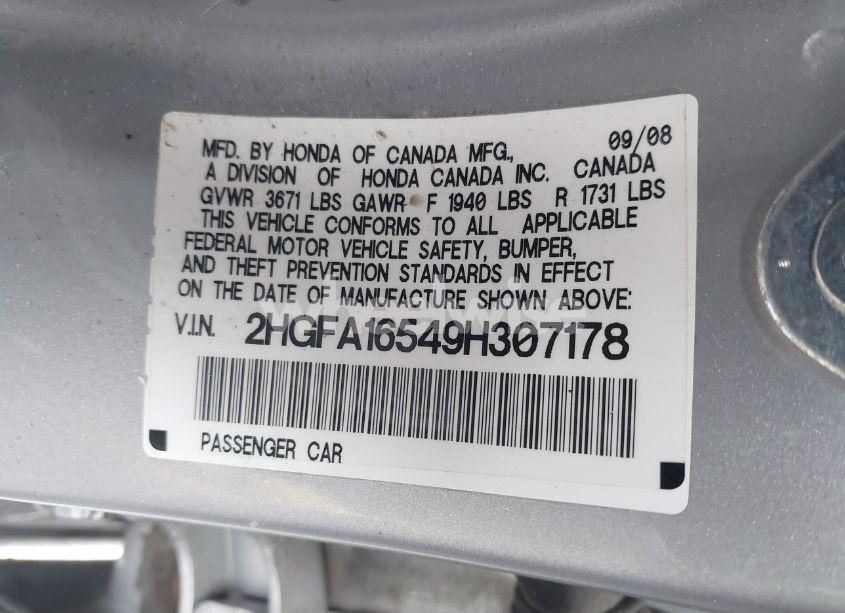 09/08
MFD. BY HONDA OF CANADA MFG.,
A DIVISION OF HONDA CANADA INC. CANADA
GVWR 3671 LBS GAWR F 1940 LBS R 1731 LBS
THIS VEHICLE CONFORMS TO ALL APPLICABLE
FEDERAL MOTOR VEHICLE SAFETY, BUMPER,
AND THEFT PREVENTION STANDARDS IN EFFECT
ON THE DATE OF MANUFACTURE SHOWN ABOVE:
V.I.N. 2HGFA16549H307178
PASSENGER CAR